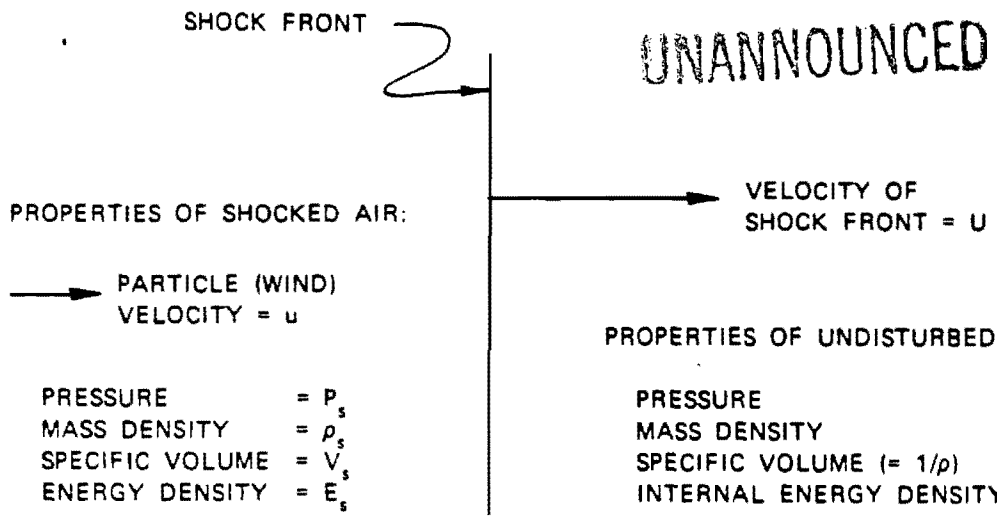 SHOCK FRONT
UNANNOUNCED
VELOCITY OF
SHOCK FRONT = U
PROPERTIES OF SHOCKED AIR:
PARTICLE (WIND)
VELOCITY = u
PROPERTIES OF UNDISTURBED
PRESSURE = Pₛ
MASS DENSITY = ρₛ
SPECIFIC VOLUME = Vₛ
ENERGY DENSITY = Eₛ
PRESSURE
MASS DENSITY
SPECIFIC VOLUME (= 1/ρ)
INTERNAL ENERGY DENSITY